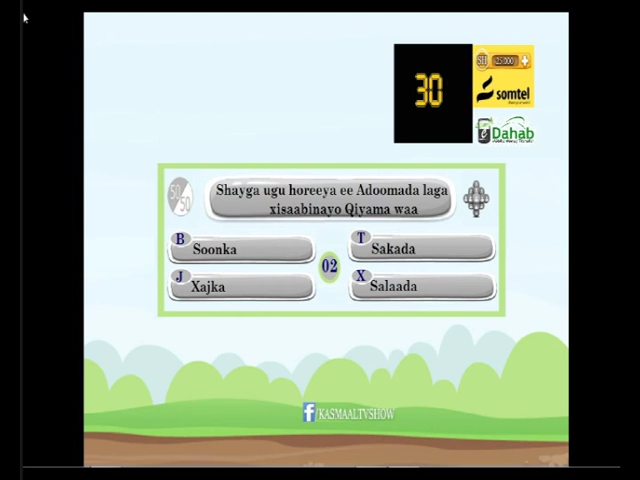 30
SH 25.000 +
somtel
Dahab
50
50
Shayga ugu horeeya ee Adoomada laga
xisaabinayo Qiyama waa
B Soonka
T Sakada
02
J Xajka
X Salaada
f KASMAALTVSHOW